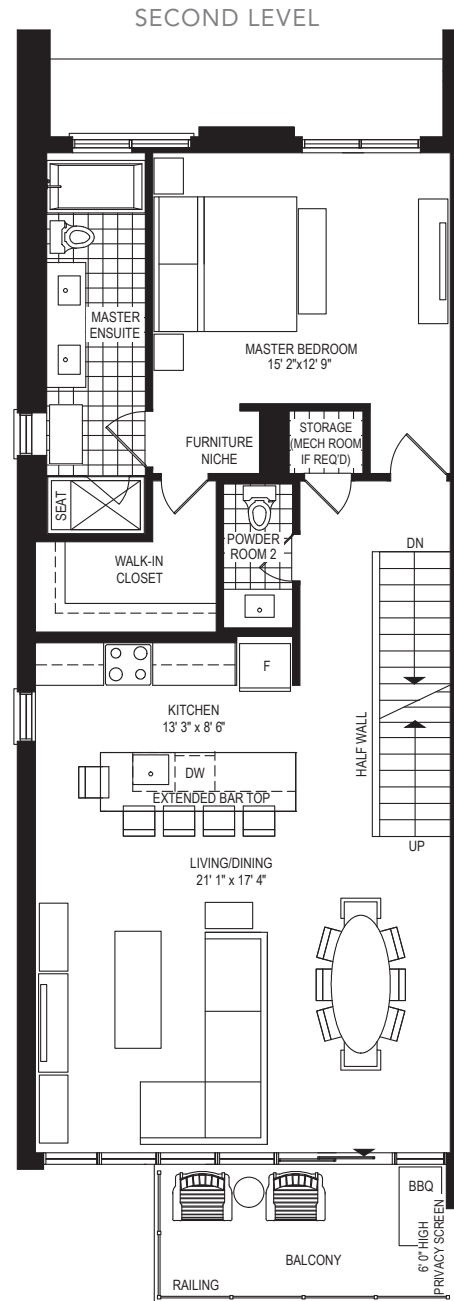 SECOND LEVEL
MASTER
ENSUITE
MASTER BEDROOM
15' 2"x12' 9"
FURNITURE
NICHE
STORAGE
(MECH ROOM
IF REQ'D)
SEAT
POWDER
ROOM 2
WALK-IN
CLOSET
DN
F
KITCHEN
13' 3" x 8' 6"
HALF WALL
DW
EXTENDED BAR TOP
UP
LIVING/DINING
21' 1" x 17' 4"
BBQ
6' 0" HIGH
PRIVACY SCREEN
BALCONY
RAILING